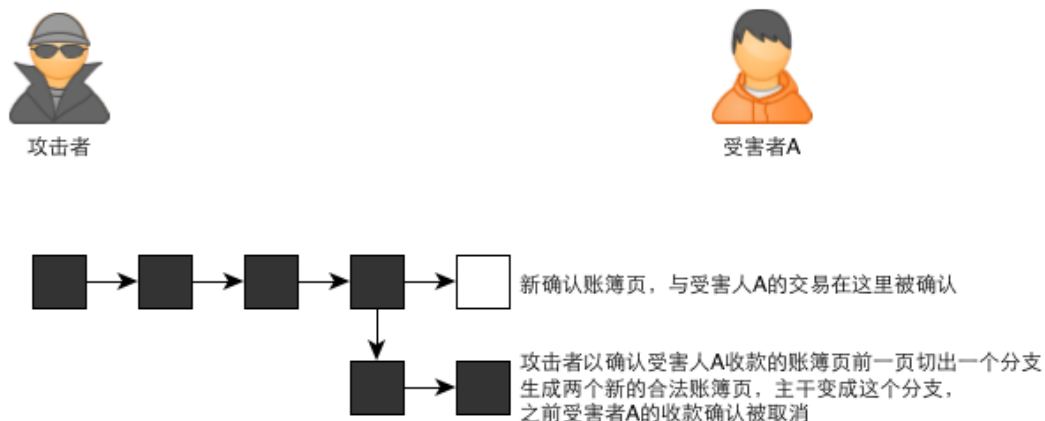 攻击者
受害者A
新确认账簿页，与受害人A的交易在这里被确认
攻击者以确认受害人A收款的账簿页前一页切出一个分支
生成两个新的合法账簿页，主干变成这个分支，
之前受害者A的收款确认被取消